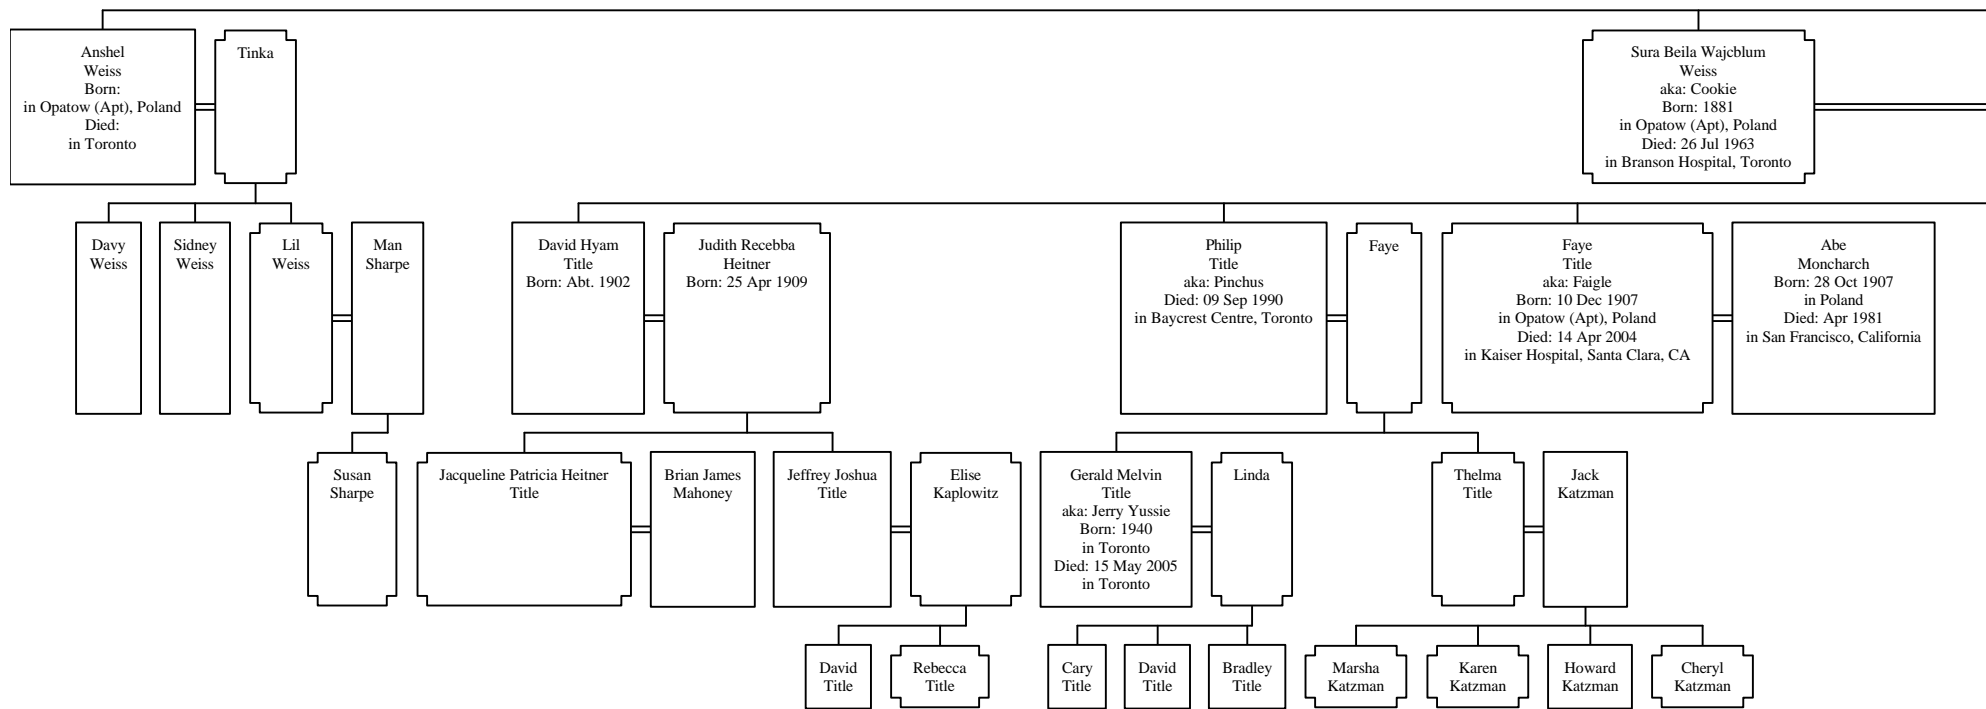 Anshel
Weiss
Born:
in Opatow (Apt), Poland
Died:
in Toronto
Tinka
Sura Beila Wajcblum
Weiss
aka: Cookie
Born: 1881
in Opatow (Apt), Poland
Died: 26 Jul 1963
in Branson Hospital, Toronto
Davy
Weiss
Sidney
Weiss
Lil
Weiss
Man
Sharpe
David Hyam
Title
Born: Abt. 1902
Judith Recebba
Heitner
Born: 25 Apr 1909
Philip
Title
aka: Pinchus
Died: 09 Sep 1990
in Baycrest Centre, Toronto
Faye
Faye
Title
aka: Faigle
Born: 10 Dec 1907
in Opatow (Apt), Poland
Died: 14 Apr 2004
in Kaiser Hospital, Santa Clara, CA
Abe
Moncharch
Born: 28 Oct 1907
in Poland
Died: Apr 1981
in San Francisco, California
Susan
Sharpe
Jacqueline Patricia Heitner
Title
Brian James
Mahoney
Jeffrey Joshua
Title
Elise
Kaplowitz
Gerald Melvin
Title
aka: Jerry Yussie
Born: 1940
in Toronto
Died: 15 May 2005
in Toronto
Linda
Thelma
Title
Jack
Katzman
David
Title
Rebecca
Title
Cary
Title
David
Title
Bradley
Title
Marsha
Katzman
Karen
Katzman
Howard
Katzman
Cheryl
Katzman